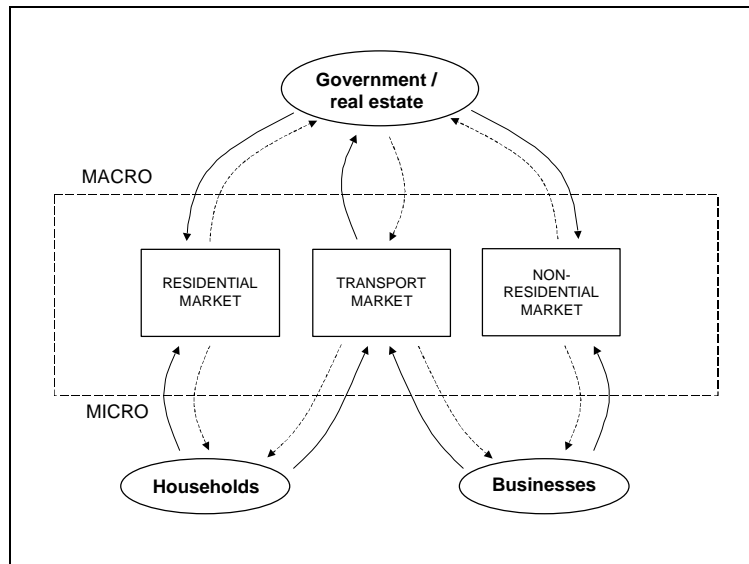 Government /
real estate
MACRO
RESIDENTIAL
MARKET
TRANSPORT
MARKET
NON-
RESIDENTIAL
MARKET
MICRO
Households
Businesses